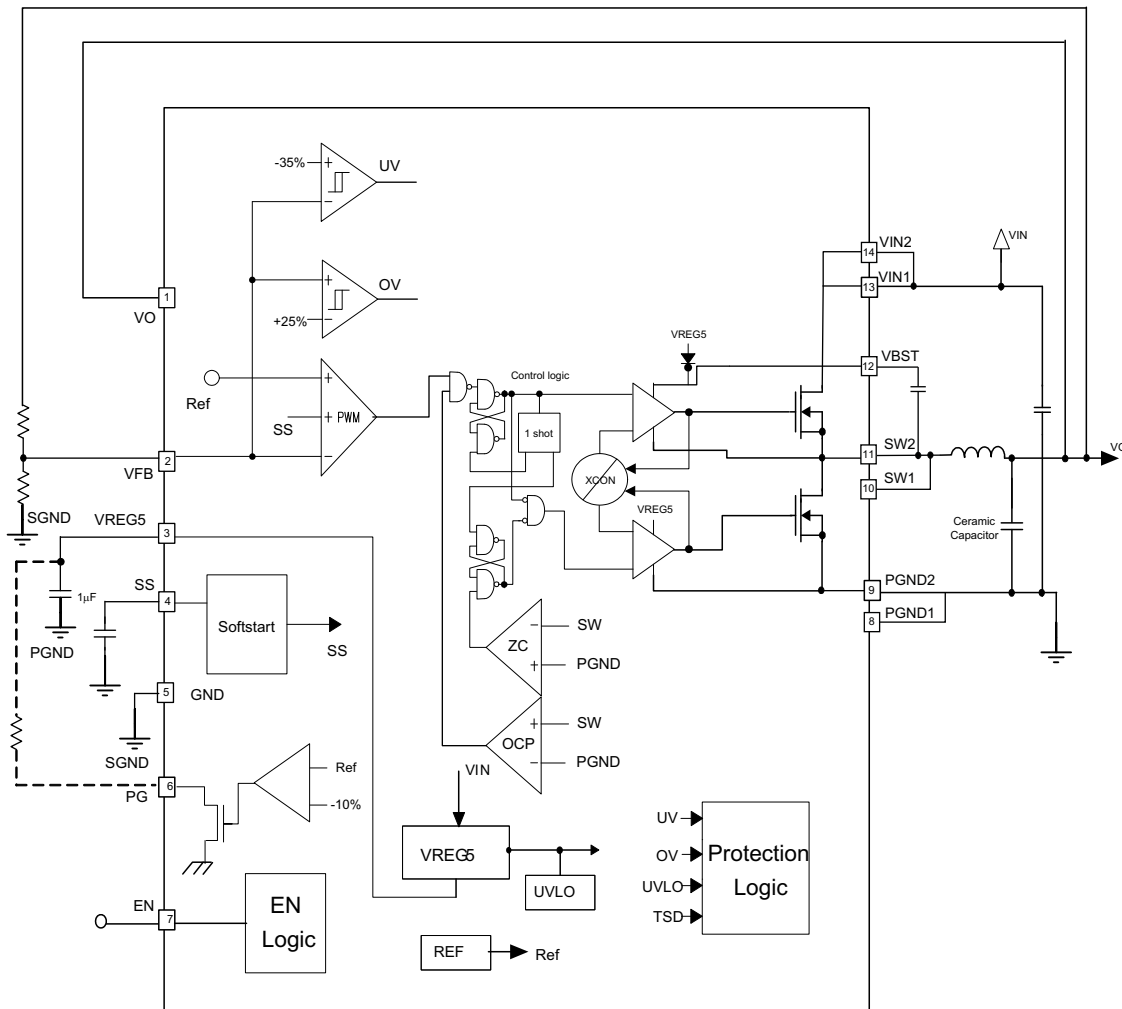 -35%
+
UV
−
VIN2
14
VIN
VIN1
13
+
OV
1
VO
+25%
−
VREG5
VBST
12
Control logic
Ref
+
SS
+
PWM
1 shot
−
2
VFB
SW2
11
VO
XCON
SW1
10
SGND
VREG5
3
VREG5
Ceramic
Capacitor
SS
4
1µF
PGND2
9
PGND1
8
Softstart
SS
PGND
−
SW
ZC
+
PGND
5
GND
+
SW
OCP
−
PGND
SGND
VIN
6
PG
Ref
-10%
UV
OV
UVLO
TSD
Protection
Logic
VREG5
UVLO
EN
7
EN
Logic
REF
Ref